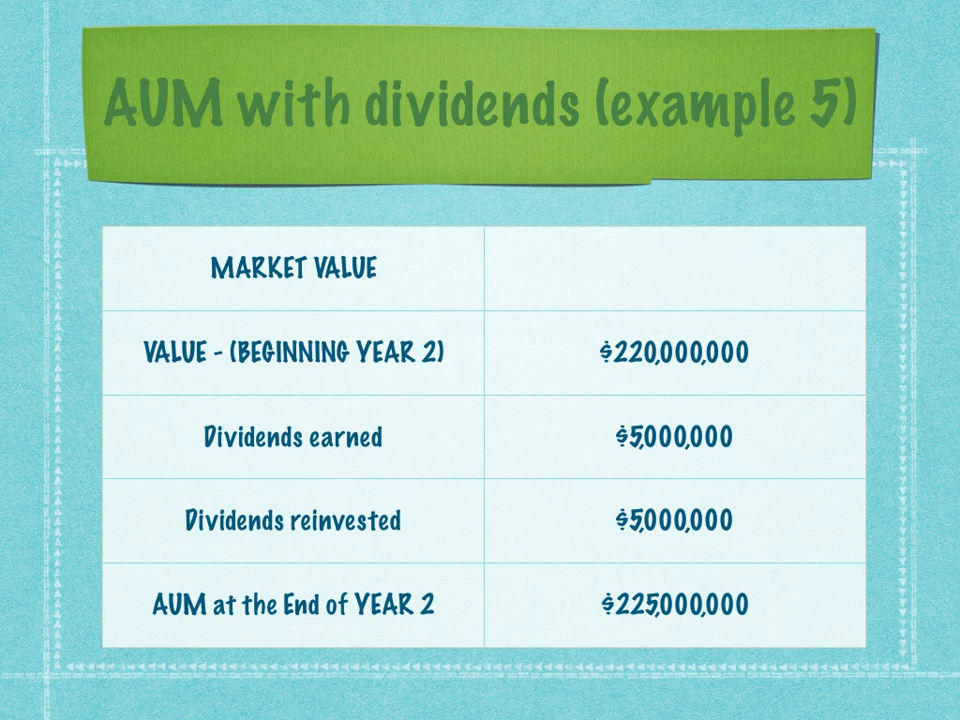 AUM with dividends (example 5)
MARKET VALUE
VALUE - (BEGINNING YEAR 2) $220,000,000
Dividends earned $5,000,000
Dividends reinvested $5,000,000
AUM at the End of YEAR 2 $225,000,000